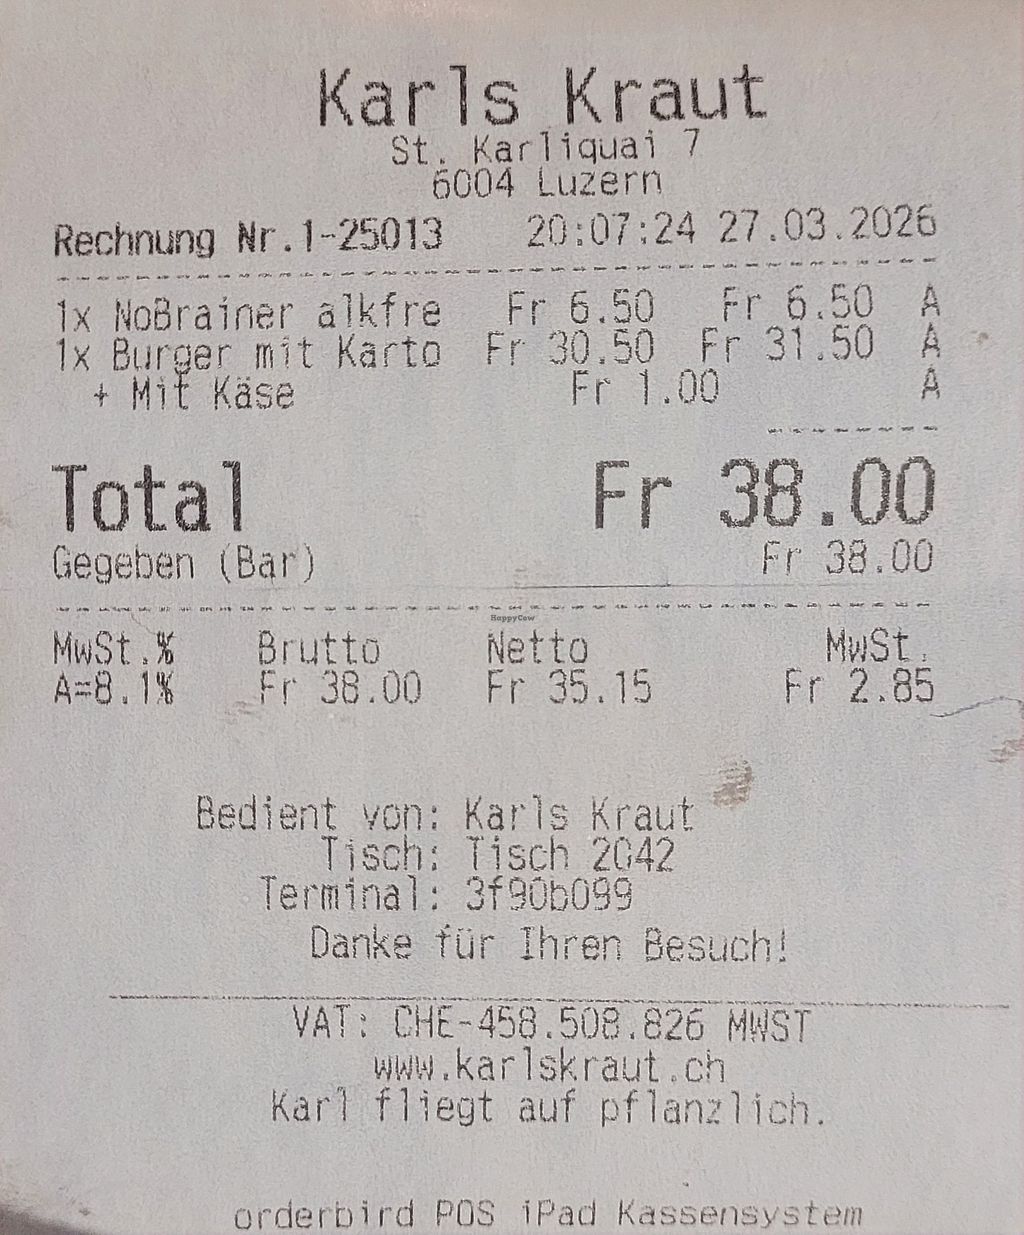 Karls Kraut
St. Karliquai 7
6004 Luzern
Rechnung Nr.1-25013 20:07:24 27.03.2026
1x NoBrainer alkfre Fr 6.50 Fr 6.50 A
1x Burger mit Karto Fr 30.50 Fr 31.50 A
+ Mit Käse Fr 1.00 A
Total Fr 38.00
Gegeben (Bar) Fr 38.00
HappyCow
MwSt.% Brutto Netto MwSt.
A=8.1% Fr 38.00 Fr 35.15 Fr 2.85
Bedient von: Karls Kraut
Tisch: Tisch 2042
Terminal: 3f90b099
Danke für Ihren Besuch!
VAT: CHE-458.508.826 MWST
www.karlskraut.ch
Karl fliegt auf pflanzlich.
orderbird POS iPad Kassensystem